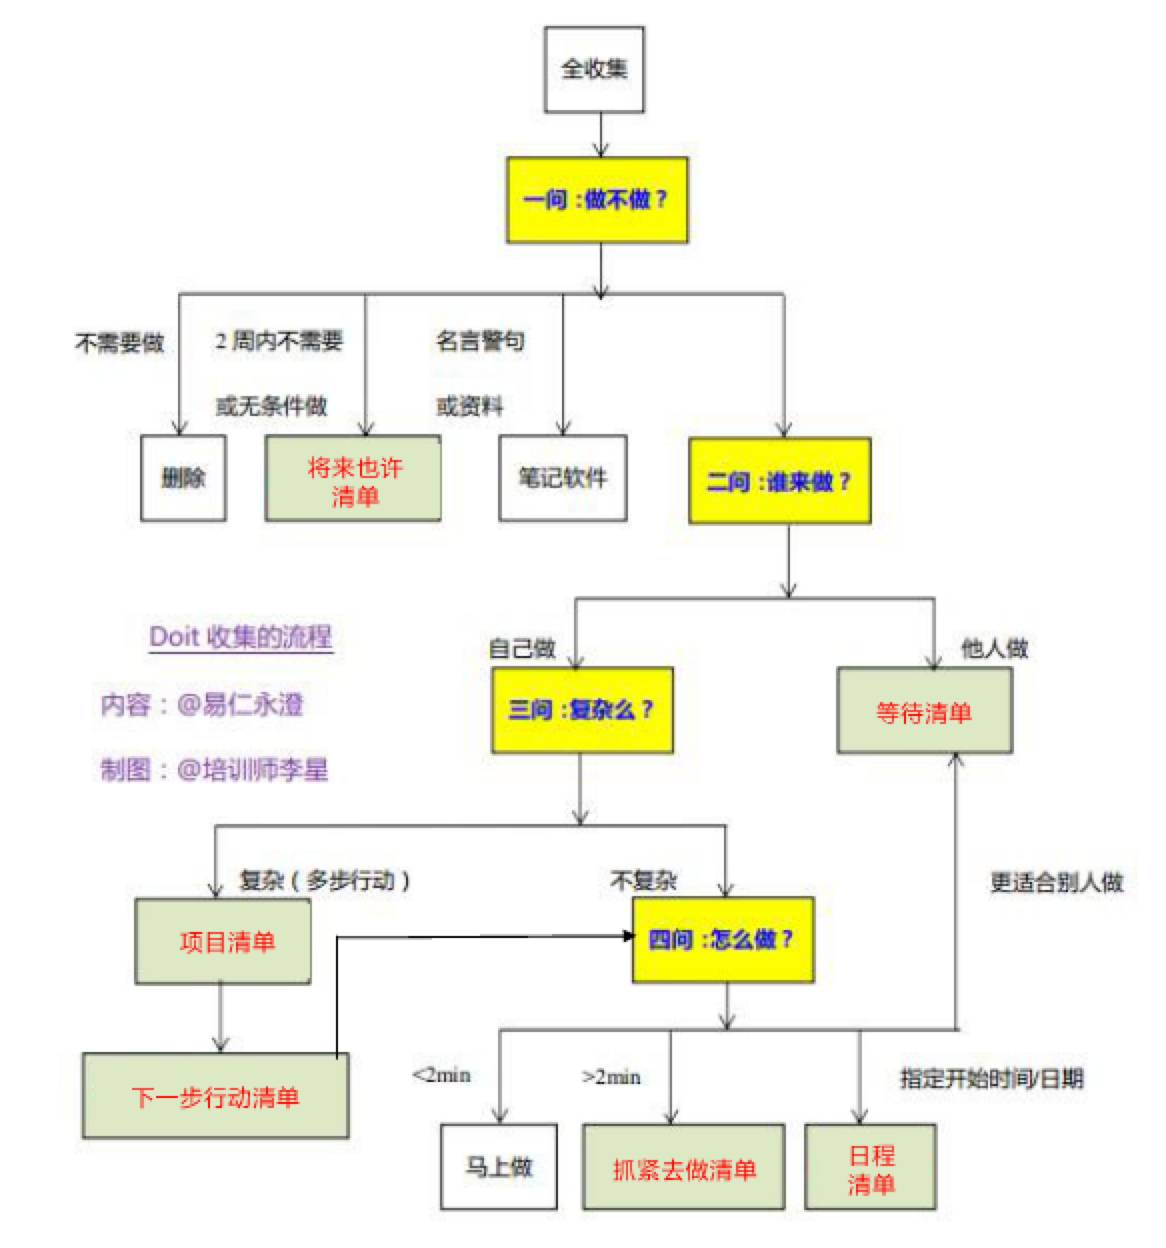 全收集
一问：做不做？
不需要做
2 周内不需要
或无条件做
名言警句
或资料
删除
将来也许
清单
笔记软件
二问：谁来做？
Doit 收集的流程
内容：@易仁永澄
制图：@培训师李星
自己做
他人做
三问：复杂么？
等待清单
复杂（多步行动）
不复杂
更适合别人做
项目清单
四问：怎么做？
下一步行动清单
<2min
>2min
指定开始时间/日期
马上做
抓紧去做清单
日程
清单